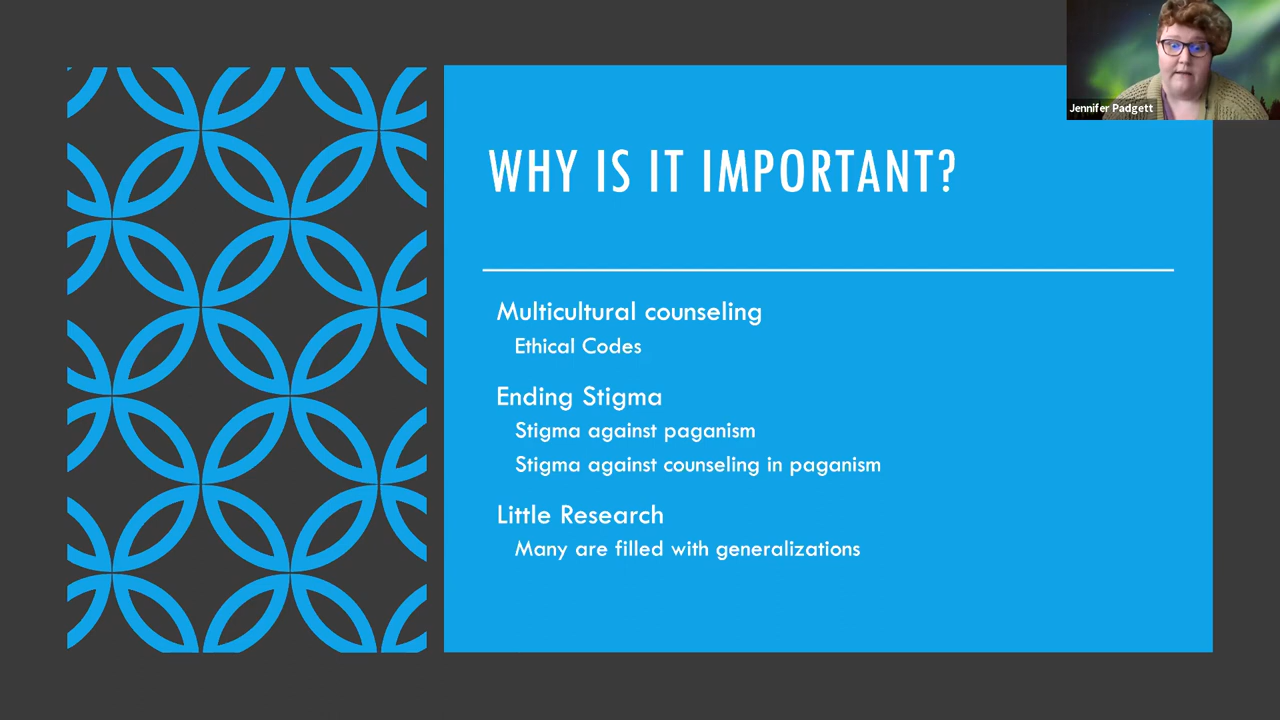 Jennifer Padgett
WHY IS IT IMPORTANT?
Multicultural counseling
Ethical Codes
Ending Stigma
Stigma against paganism
Stigma against counseling in paganism
Little Research
Many are filled with generalizations